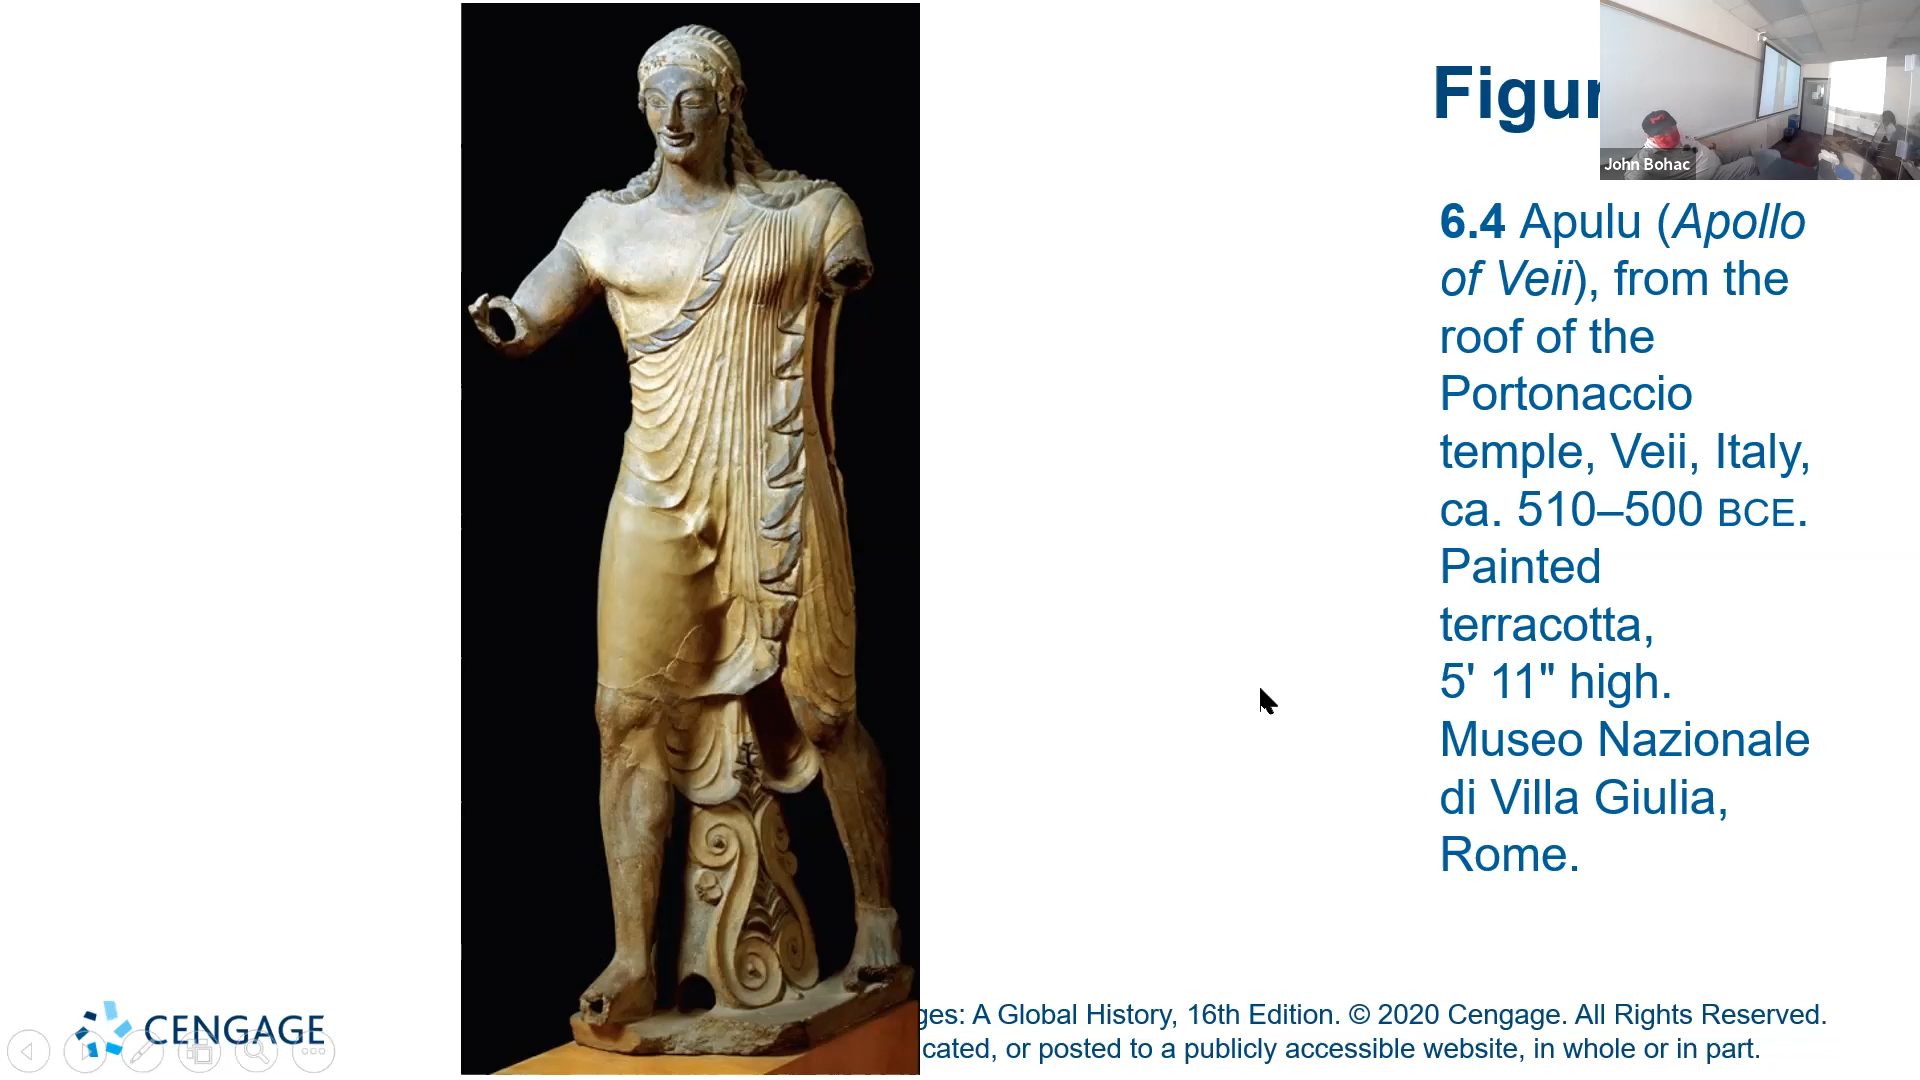 Figur
John Bohac
6.4 Apulu (Apollo
of Veii), from the
roof of the
Portonaccio
temple, Veii, Italy,
ca. 510–500 BCE.
Painted
terracotta,
5' 11" high.
Museo Nazionale
di Villa Giulia,
Rome.
CENGAGE
ges: A Global History, 16th Edition. © 2020 Cengage. All Rights Reserved.
cated, or posted to a publicly accessible website, in whole or in part.